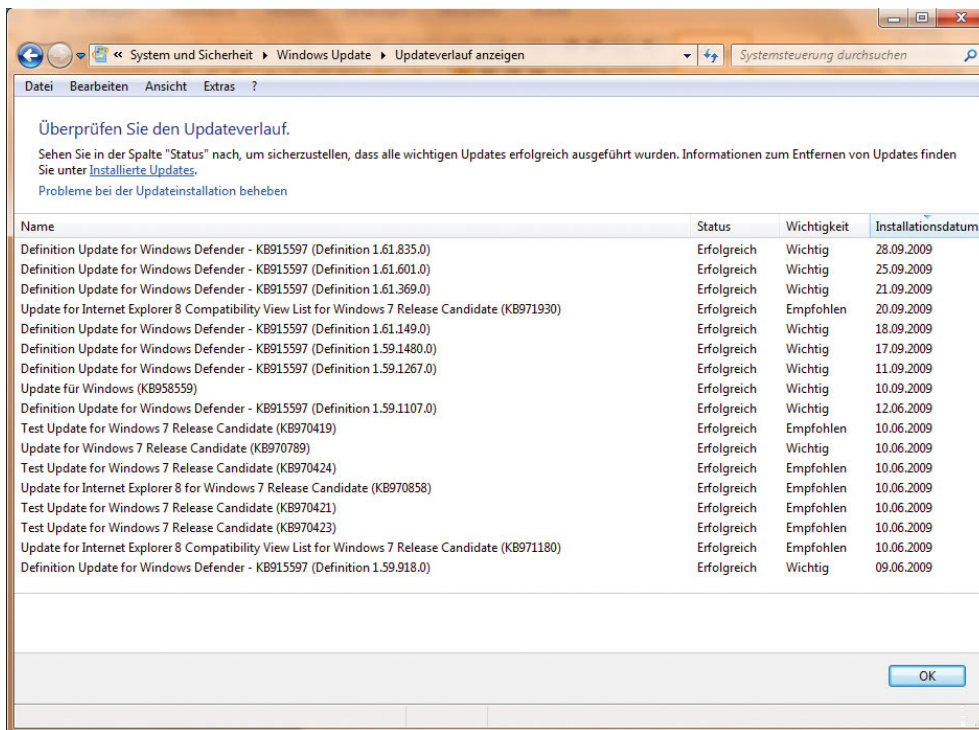 « System und Sicherheit ▸ Windows Update ▸ Updateverlauf anzeigen Systemsteuerung durchsuchen
Datei Bearbeiten Ansicht Extras ?
Überprüfen Sie den Updateverlauf.
Sehen Sie in der Spalte "Status" nach, um sicherzustellen, dass alle wichtigen Updates erfolgreich ausgeführt wurden. Informationen zum Entfernen von Updates finden
Sie unter Installierte Updates.
Probleme bei der Updateinstallation beheben
Name Status Wichtigkeit Installationsdatum
Definition Update for Windows Defender - KB915597 (Definition 1.61.835.0) Erfolgreich Wichtig 28.09.2009
Definition Update for Windows Defender - KB915597 (Definition 1.61.601.0) Erfolgreich Wichtig 25.09.2009
Definition Update for Windows Defender - KB915597 (Definition 1.61.369.0) Erfolgreich Wichtig 21.09.2009
Update for Internet Explorer 8 Compatibility View List for Windows 7 Release Candidate (KB971930) Erfolgreich Empfohlen 20.09.2009
Definition Update for Windows Defender - KB915597 (Definition 1.61.149.0) Erfolgreich Wichtig 18.09.2009
Definition Update for Windows Defender - KB915597 (Definition 1.59.1480.0) Erfolgreich Wichtig 17.09.2009
Definition Update for Windows Defender - KB915597 (Definition 1.59.1267.0) Erfolgreich Wichtig 11.09.2009
Update für Windows (KB958559) Erfolgreich Wichtig 10.09.2009
Definition Update for Windows Defender - KB915597 (Definition 1.59.1107.0) Erfolgreich Wichtig 12.06.2009
Test Update for Windows 7 Release Candidate (KB970419) Erfolgreich Empfohlen 10.06.2009
Update for Windows 7 Release Candidate (KB970789) Erfolgreich Wichtig 10.06.2009
Test Update for Windows 7 Release Candidate (KB970424) Erfolgreich Empfohlen 10.06.2009
Update for Internet Explorer 8 for Windows 7 Release Candidate (KB970858) Erfolgreich Empfohlen 10.06.2009
Test Update for Windows 7 Release Candidate (KB970421) Erfolgreich Empfohlen 10.06.2009
Test Update for Windows 7 Release Candidate (KB970423) Erfolgreich Empfohlen 10.06.2009
Update for Internet Explorer 8 Compatibility View List for Windows 7 Release Candidate (KB971180) Erfolgreich Empfohlen 10.06.2009
Definition Update for Windows Defender - KB915597 (Definition 1.59.918.0) Erfolgreich Wichtig 09.06.2009
OK